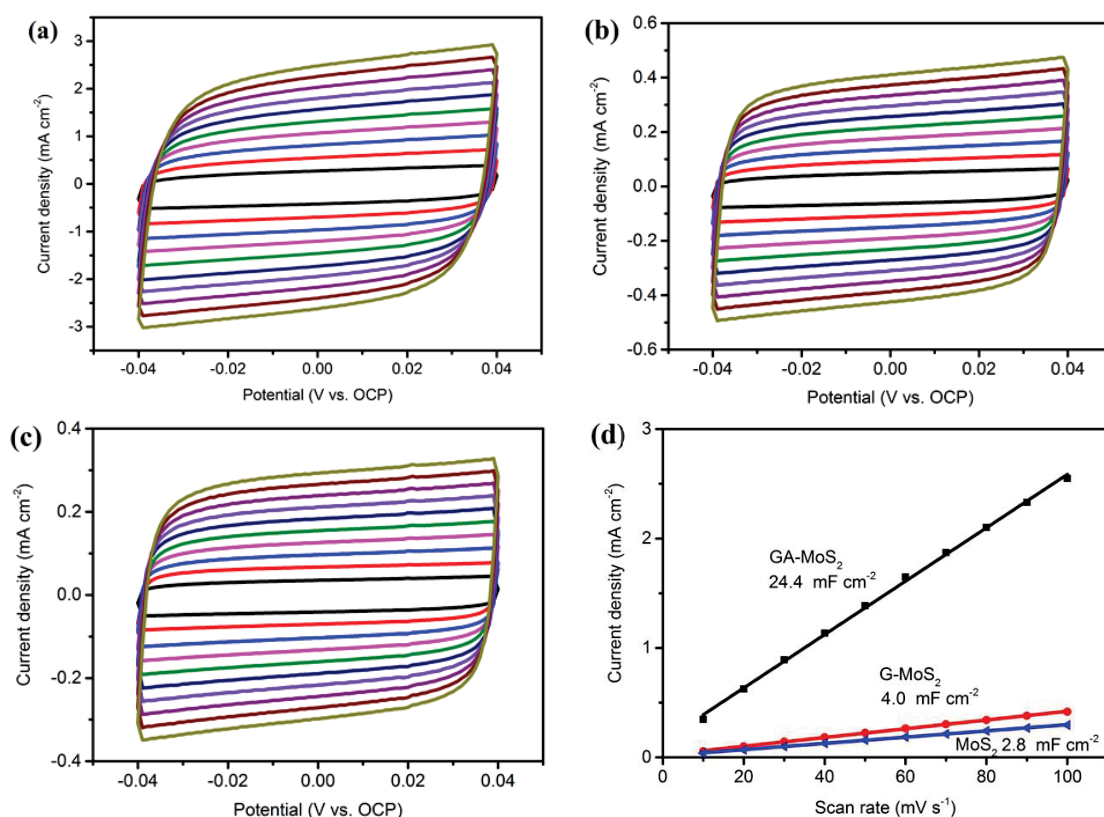 (a)
3
2
1
0
-1
-2
-3
Current density (mA cm⁻²)
-0.04 -0.02 0.00 0.02 0.04
Potential (V vs. OCP)
(b)
0.6
0.4
0.2
0.0
-0.2
-0.4
-0.6
Current density (mA cm⁻²)
-0.04 -0.02 0.00 0.02 0.04
Potential (V vs. OCP)
(c)
0.4
0.2
0.0
-0.2
-0.4
Current density (mA cm⁻²)
-0.04 -0.02 0.00 0.02 0.04
Potential (V vs. OCP)
(d)
3
2
1
0
Current density (mA cm⁻²)
GA-MoS₂
24.4 mF cm⁻²
G-MoS₂
4.0 mF cm⁻²
MoS₂ 2.8 mF cm⁻²
20 40 60 80 100
Scan rate (mV s⁻¹)